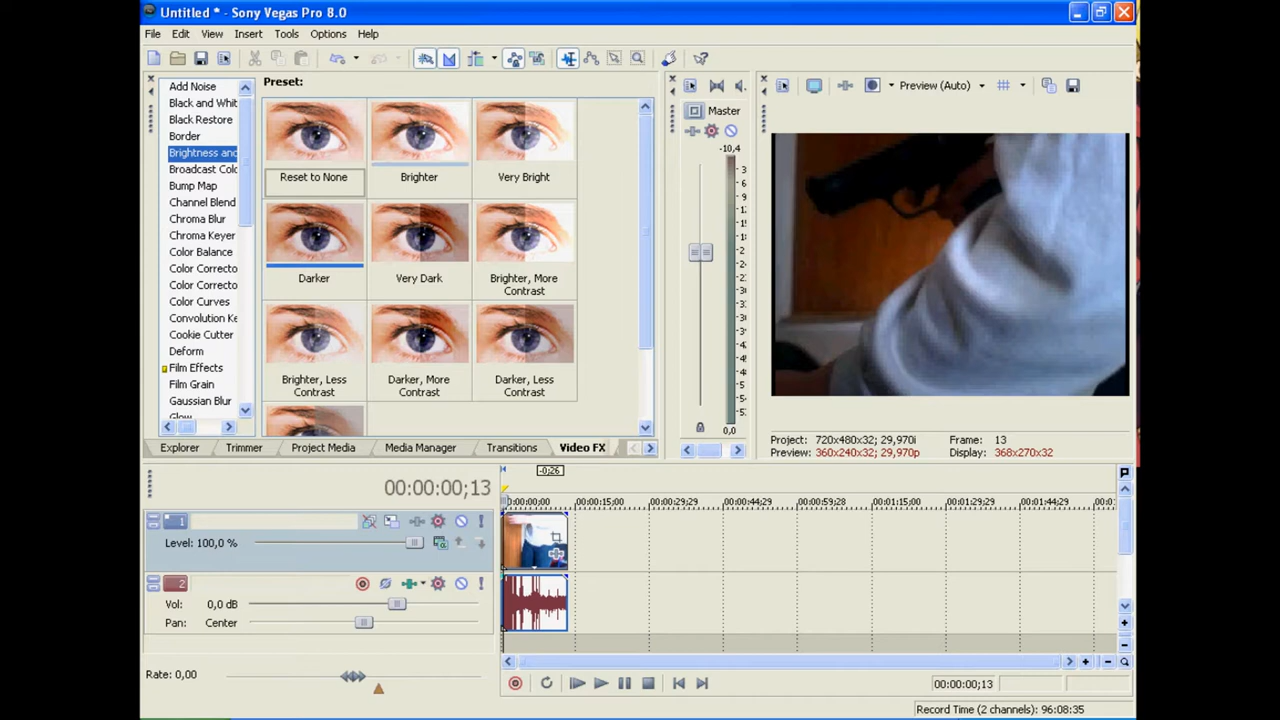 Untitled * - Sony Vegas Pro 8.0
File Edit View Insert Tools Options Help
Add Noise
Black and Whit
Black Restore
Border
Brightness and
Broadcast Colo
Bump Map
Channel Blend
Chroma Blur
Chroma Keyer
Color Balance
Color Correcto
Color Correcto
Color Curves
Convolution Ke
Cookie Cutter
Deform
Film Effects
Film Grain
Gaussian Blur
Glow
Preset:
Reset to None
Brighter
Very Bright
Darker
Very Dark
Brighter, More
Contrast
Brighter, Less
Contrast
Darker, More
Contrast
Darker, Less
Contrast
Explorer Trimmer Project Media Media Manager Transitions Video FX
Master
-10,4
0,0
Preview (Auto)
Project: 720x480x32; 29,970i
Preview: 360x240x32; 29,970p
Frame: 13
Display: 368x270x32
00:00:00;13
-0;26
0:00:00;00 00:00:15;00 00:00:29;29 00:00:44;29 00:00:59;28 00:01:15;00 00:01:29;29 00:01:44;29
1
Level: 100,0 %
2
Vol: 0,0 dB
Pan: Center
Rate: 0,00
00:00:00;13
Record Time (2 channels): 96:08:35